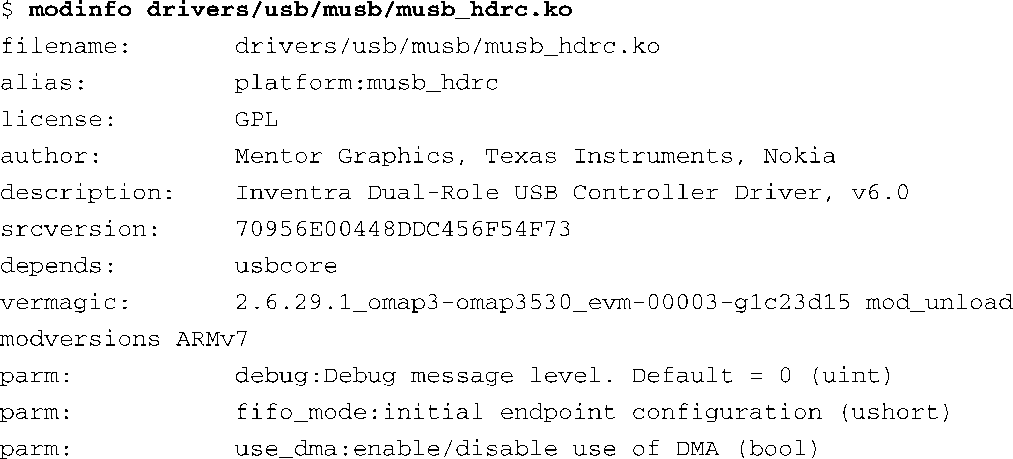 $ modinfo drivers/usb/musb/musb_hdrc.ko
filename: drivers/usb/musb/musb_hdrc.ko
alias: platform:musb_hdrc
license: GPL
author: Mentor Graphics, Texas Instruments, Nokia
description: Inventra Dual-Role USB Controller Driver, v6.0
srcversion: 70956E00448DDC456F54F73
depends: usbcore
vermagic: 2.6.29.1_omap3-omap3530_evm-00003-g1c23d15 mod_unload
modversions ARMv7
parm: debug:Debug message level. Default = 0 (uint)
parm: fifo_mode:initial endpoint configuration (ushort)
parm: use_dma:enable/disable use of DMA (bool)